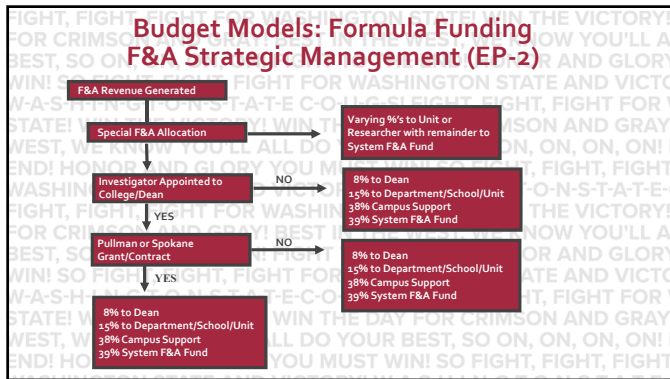 Budget Models: Formula Funding
F&A Strategic Management (EP-2)
F&A Revenue Generated
Special F&A Allocation
Varying %'s to Unit or
Researcher with remainder to
System F&A Fund
Investigator Appointed to
College/Dean
NO
8% to Dean
15% to Department/School/Unit
38% Campus Support
39% System F&A Fund
YES
Pullman or Spokane
Grant/Contract
NO
8% to Dean
15% to Department/School/Unit
38% Campus Support
39% System F&A Fund
YES
8% to Dean
15% to Department/School/Unit
38% Campus Support
39% System F&A Fund